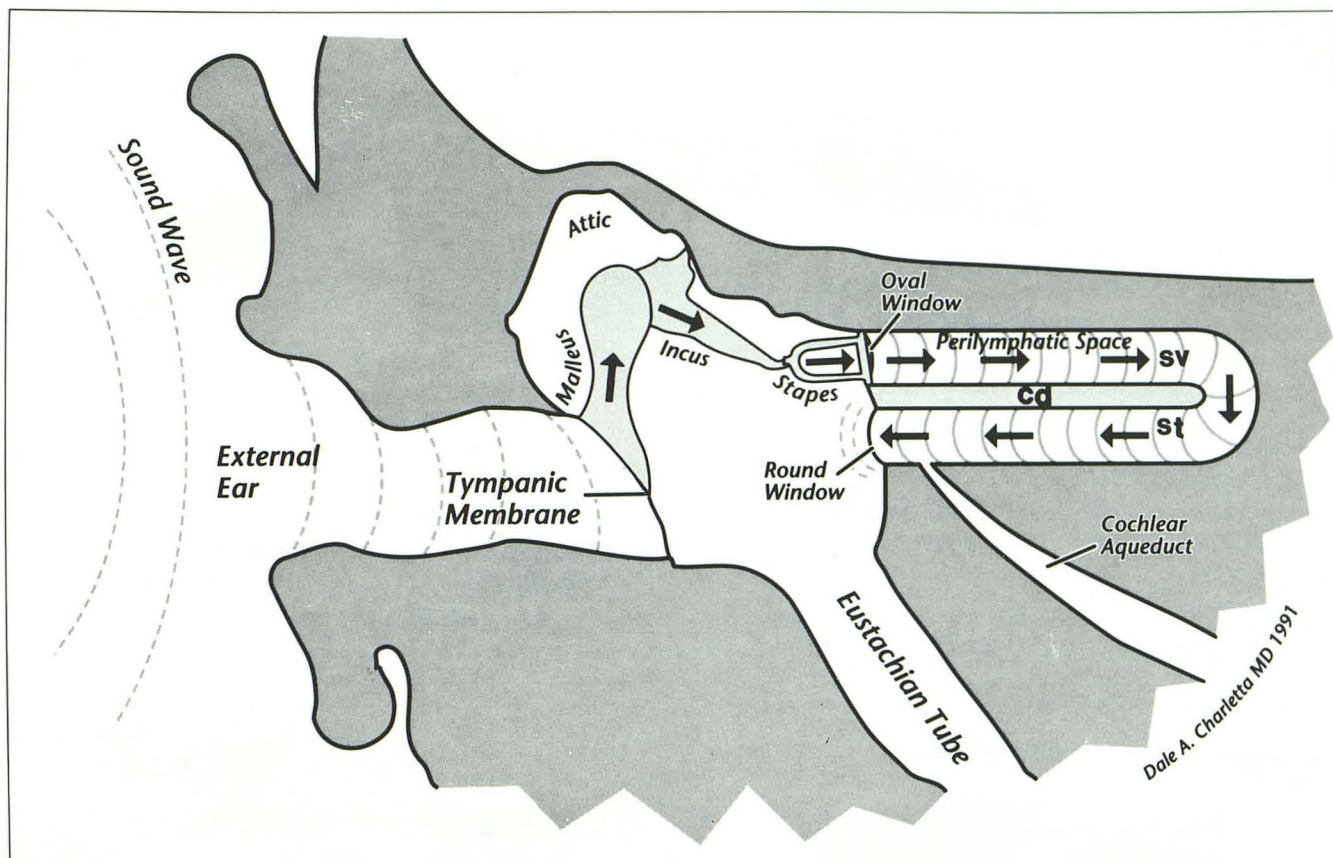 Sound Wave
Attic
Oval
Window
Perilymphatic Space
sv
Malleus
Incus
Stapes
cd
st
External
Ear
Tympanic
Membrane
Round
Window
Cochlear
Aqueduct
Eustachian Tube
Dale A. Charletta MD 1991